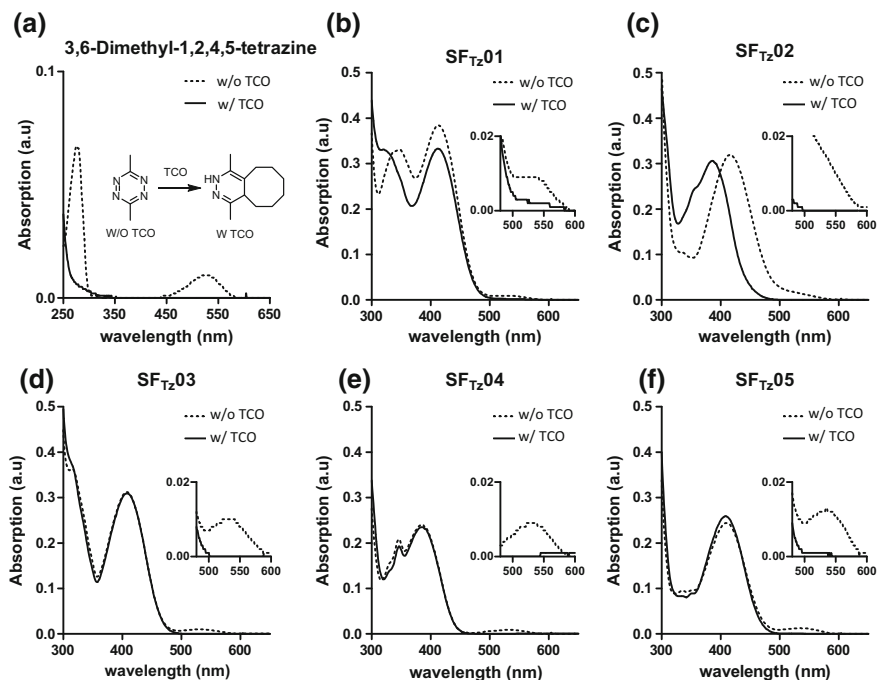 (a)
3,6-Dimethyl-1,2,4,5-tetrazine
w/o TCO
w/ TCO
Absorption (a.u)
0.1
0.0
N N
N N
W/O TCO
TCO
HN
N
W TCO
250 350 450 550 650
wavelength (nm)
(b)
SFTz01
w/o TCO
w/ TCO
Absorption (a.u)
0.5
0.4
0.3
0.2
0.1
0.0
0.02
0.00
500 550 600
300 400 500 600
wavelength (nm)
(c)
SFTz02
w/o TCO
w/ TCO
Absorption (a.u)
0.5
0.4
0.3
0.2
0.1
0.0
0.02
0.00
500 550 600
300 400 500 600
wavelength (nm)
(d)
SFTz03
w/o TCO
w/ TCO
Absorption (a.u)
0.5
0.4
0.3
0.2
0.1
0.0
0.02
0.00
500 550 600
300 400 500 600
wavelength (nm)
(e)
SFTz04
w/o TCO
w/ TCO
Absorption (a.u)
0.5
0.4
0.3
0.2
0.1
0.0
0.02
0.00
500 550 600
300 400 500 600
wavelength (nm)
(f)
SFTz05
w/o TCO
w/ TCO
Absorption (a.u)
0.5
0.4
0.3
0.2
0.1
0.0
0.02
0.00
500 550 600
300 400 500 600
wavelength (nm)